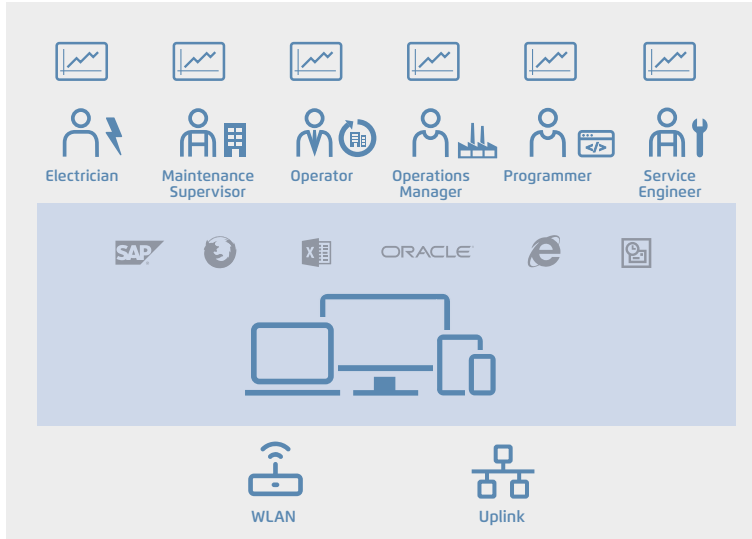 Electrician
Maintenance
Supervisor
Operator
Operations
Manager
Programmer
Service
Engineer
</>
SAP
X
ORACLE
e
WLAN
Uplink